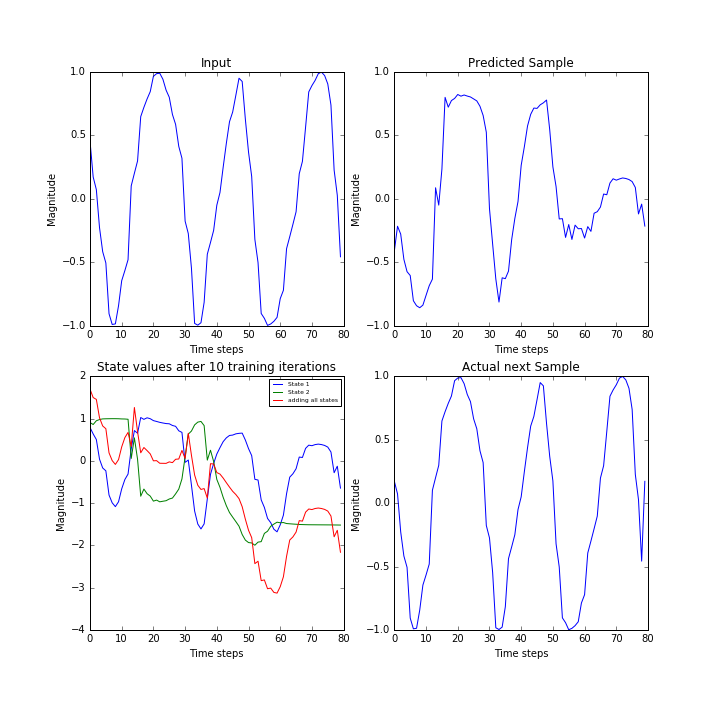 Input
Magnitude
1.0
0.5
0.0
−0.5
−1.0
0 10 20 30 40 50 60 70 80
Time steps
Predicted Sample
Magnitude
1.0
0.5
0.0
−0.5
−1.0
0 10 20 30 40 50 60 70 80
Time steps
State values after 10 training iterations
Magnitude
2
1
0
−1
−2
−3
−4
State 1
State 2
adding all states
0 10 20 30 40 50 60 70 80
Time steps
Actual next Sample
Magnitude
1.0
0.5
0.0
−0.5
−1.0
0 10 20 30 40 50 60 70 80
Time steps